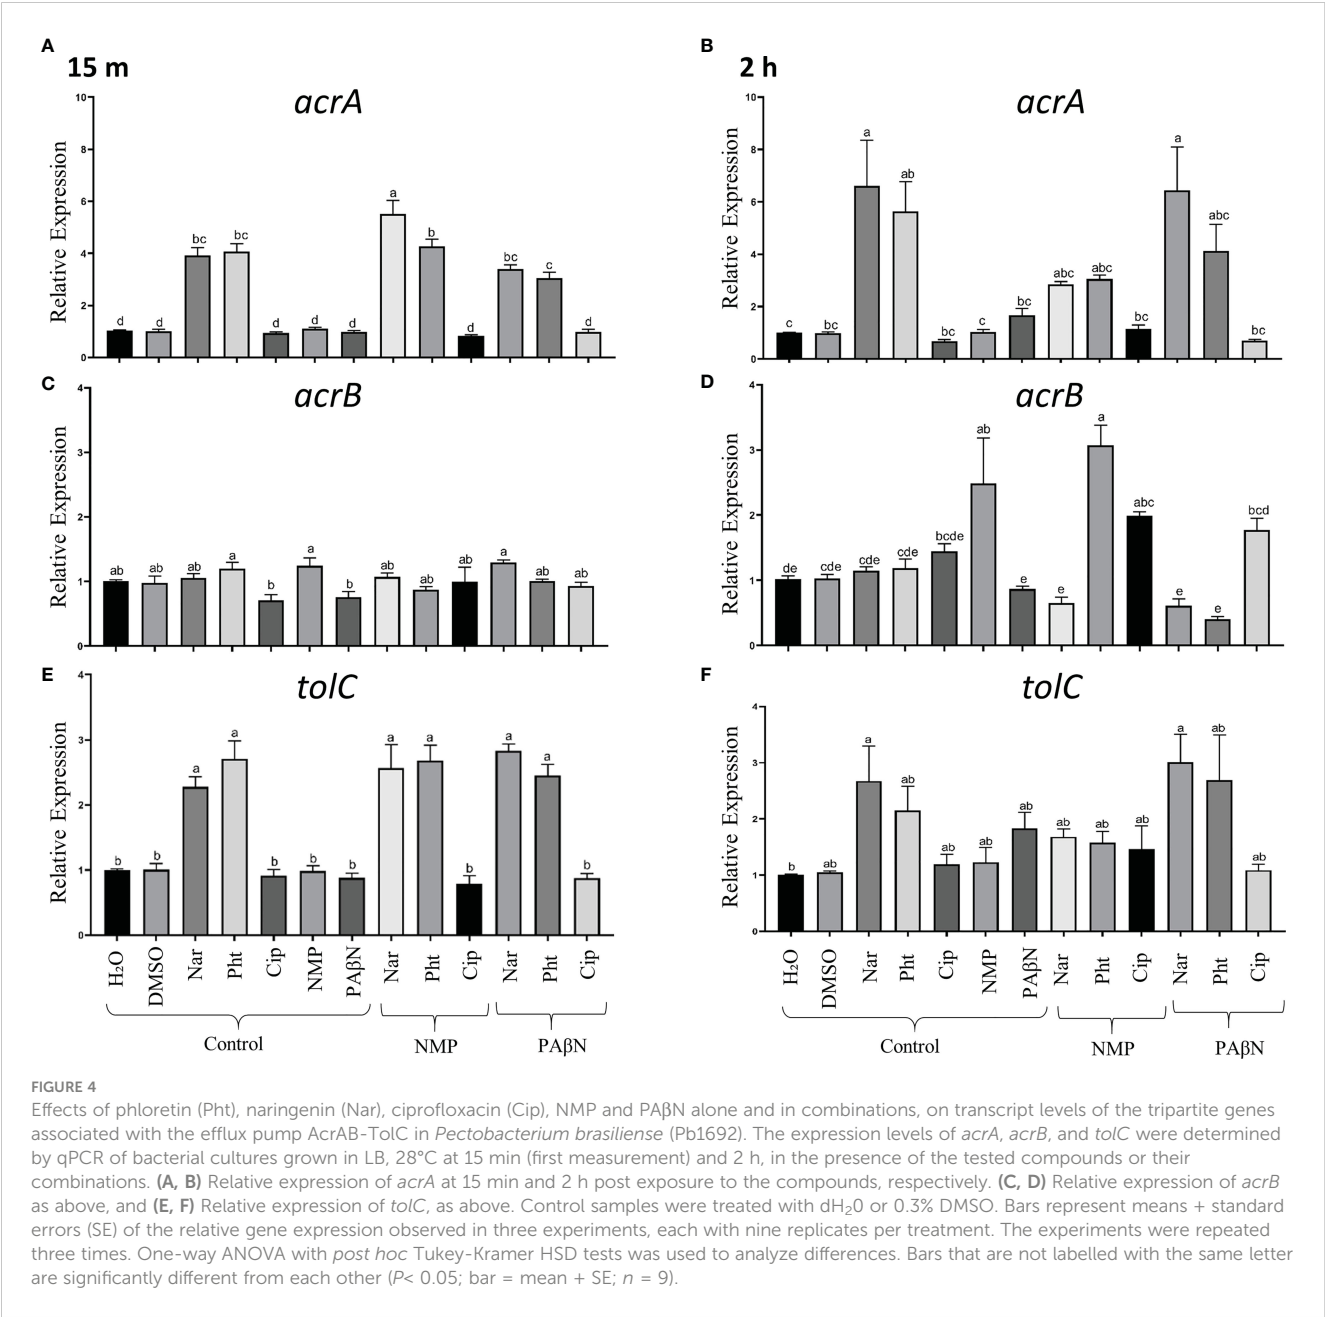 A
15 m
acrA
Relative Expression
10
8
6
4
2
0
d d bc bc d d d a b d bc c d
B
2 h
acrA
Relative Expression
10
8
6
4
2
0
c bc a ab bc c bc abc abc bc a abc bc
C
acrB
Relative Expression
4
3
2
1
0
ab ab ab a b a b ab ab ab a ab ab
D
acrB
Relative Expression
4
3
2
1
0
de cde cde cde bcde ab e e a abc e e bcd
E
tolC
Relative Expression
4
3
2
1
0
b b a a b b b a a b a a b
H₂O DMSO Nar Pht Cip NMP PAβN Nar Pht Cip Nar Pht Cip
Control NMP PAβN
F
tolC
Relative Expression
4
3
2
1
0
b ab a ab ab ab ab ab ab ab a ab ab
H₂O DMSO Nar Pht Cip NMP PAβN Nar Pht Cip Nar Pht Cip
Control NMP PAβN
FIGURE 4
Effects of phloretin (Pht), naringenin (Nar), ciprofloxacin (Cip), NMP and PAβN alone and in combinations, on transcript levels of the tripartite genes
associated with the efflux pump AcrAB-TolC in Pectobacterium brasiliense (Pb1692). The expression levels of acrA, acrB, and tolC were determined
by qPCR of bacterial cultures grown in LB, 28°C at 15 min (first measurement) and 2 h, in the presence of the tested compounds or their
combinations. (A, B) Relative expression of acrA at 15 min and 2 h post exposure to the compounds, respectively. (C, D) Relative expression of acrB
as above, and (E, F) Relative expression of tolC, as above. Control samples were treated with dH₂0 or 0.3% DMSO. Bars represent means + standard
errors (SE) of the relative gene expression observed in three experiments, each with nine replicates per treatment. The experiments were repeated
three times. One-way ANOVA with post hoc Tukey-Kramer HSD tests was used to analyze differences. Bars that are not labelled with the same letter
are significantly different from each other (P< 0.05; bar = mean + SE; n = 9).